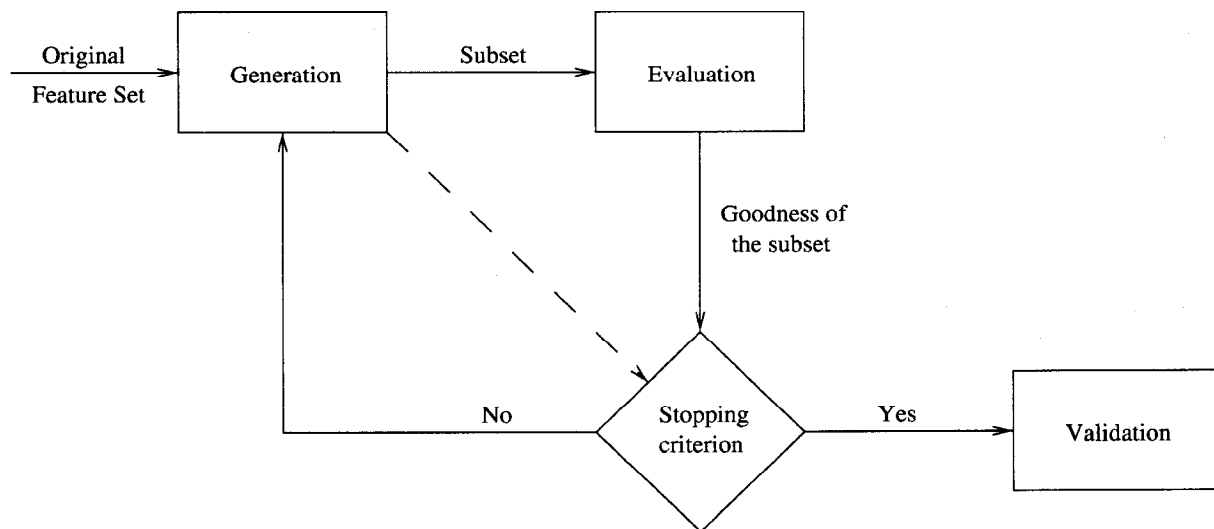 Original
Feature Set
Generation
Subset
Evaluation
Goodness of
the subset
No
Stopping
criterion
Yes
Validation